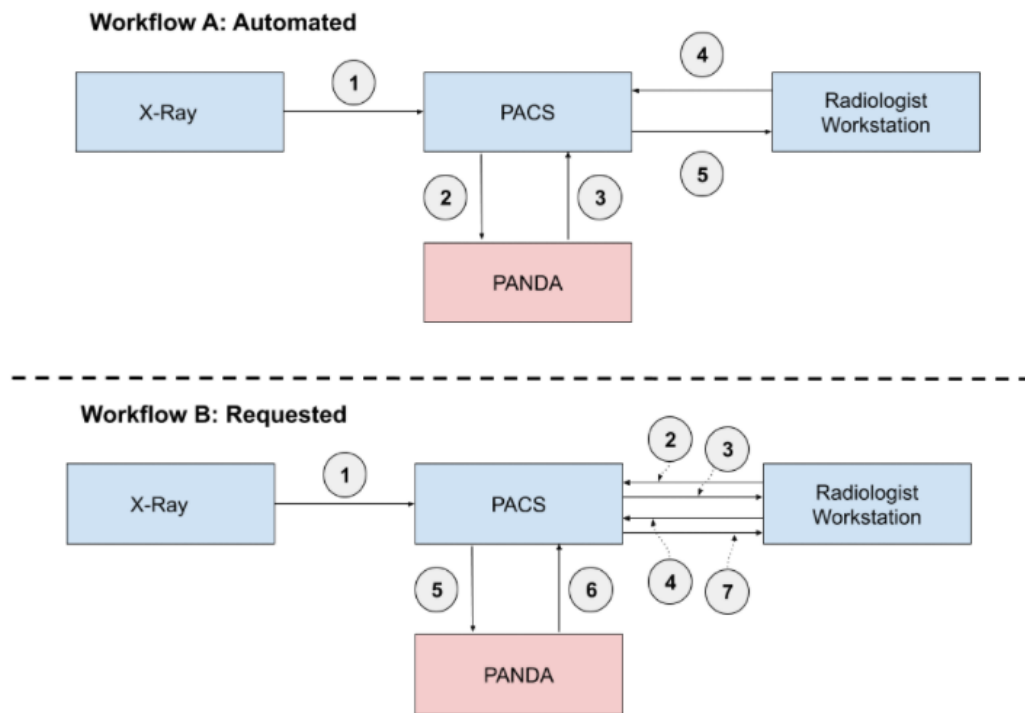 Workflow A: Automated
1
4
X-Ray
PACS
Radiologist
Workstation
5
2
3
PANDA
Workflow B: Requested
2
3
1
X-Ray
PACS
Radiologist
Workstation
4
7
5
6
PANDA